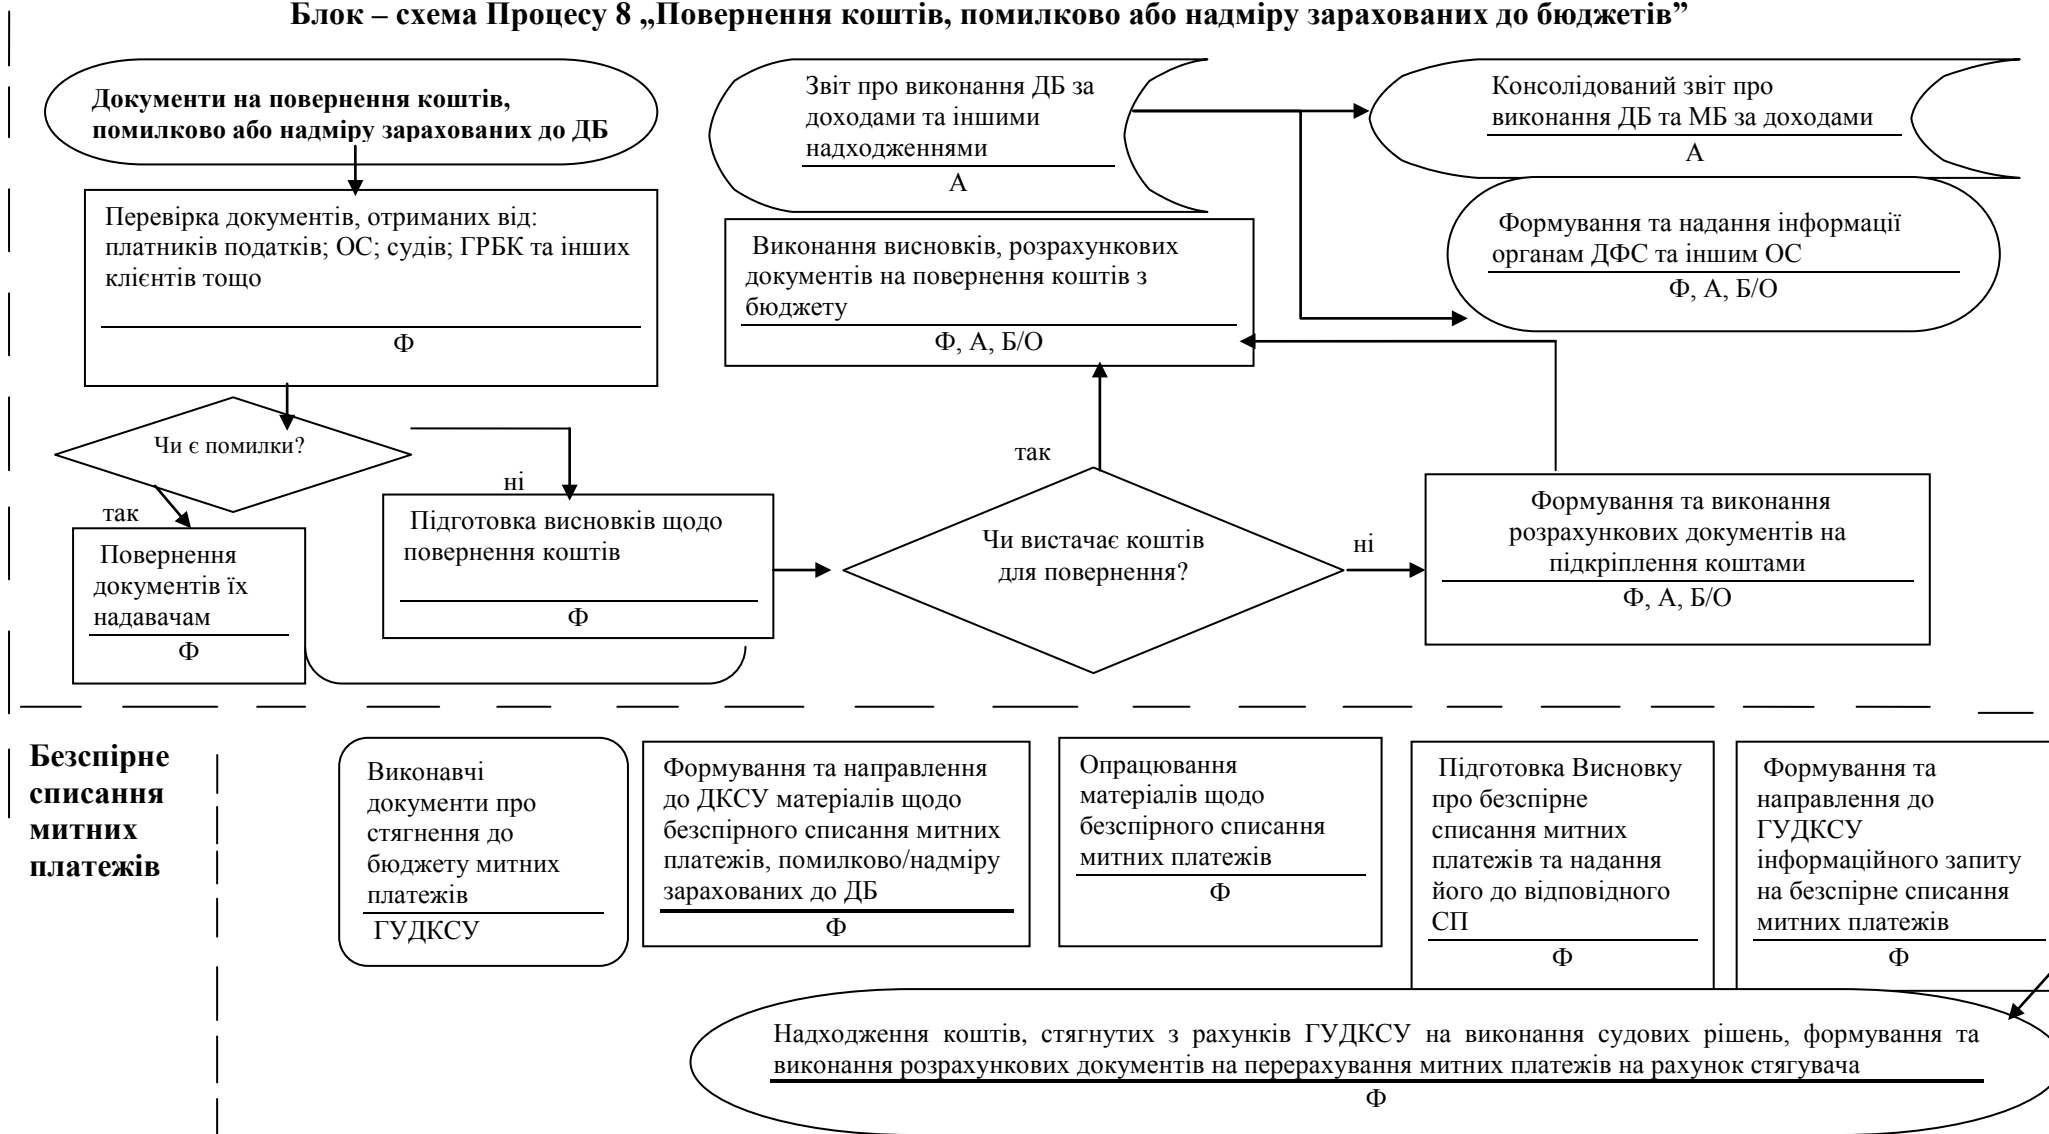 Блок – схема Процесу 8 „Повернення коштів, помилково або надміру зарахованих до бюджетів”
Документи на повернення коштів,
помилково або надміру зарахованих до ДБ
Звіт про виконання ДБ за
доходами та іншими
надходженнями
А
Консолідований звіт про
виконання ДБ та МБ за доходами
А
Перевірка документів, отриманих від:
платників податків; ОС; судів; ГРБК та інших
клієнтів тощо
Ф
Виконання висновків, розрахункових
документів на повернення коштів з
бюджету
Ф, А, Б/О
Формування та надання інформації
органам ДФС та іншим ОС
Ф, А, Б/О
Чи є помилки?
так
ні
Повернення
документів їх
надавачам
Ф
Підготовка висновків щодо
повернення коштів
Ф
так
Чи вистачає коштів
для повернення?
ні
Формування та виконання
розрахункових документів на
підкріплення коштами
Ф, А, Б/О
Безспірне
списання
митних
платежів
Виконавчі
документи про
стягнення до
бюджету митних
платежів
ГУДКСУ
Формування та направлення
до ДКСУ матеріалів щодо
безспірного списання митних
платежів, помилково/надміру
зарахованих до ДБ
Ф
Опрацювання
матеріалів щодо
безспірного списання
митних платежів
Ф
Підготовка Висновку
про безспірне
списання митних
платежів та надання
його до відповідного
СП
Ф
Формування та
направлення до
ГУДКСУ
інформаційного запиту
на безспірне списання
митних платежів
Ф
Надходження коштів, стягнутих з рахунків ГУДКСУ на виконання судових рішень, формування та
виконання розрахункових документів на перерахування митних платежів на рахунок стягувача
Ф